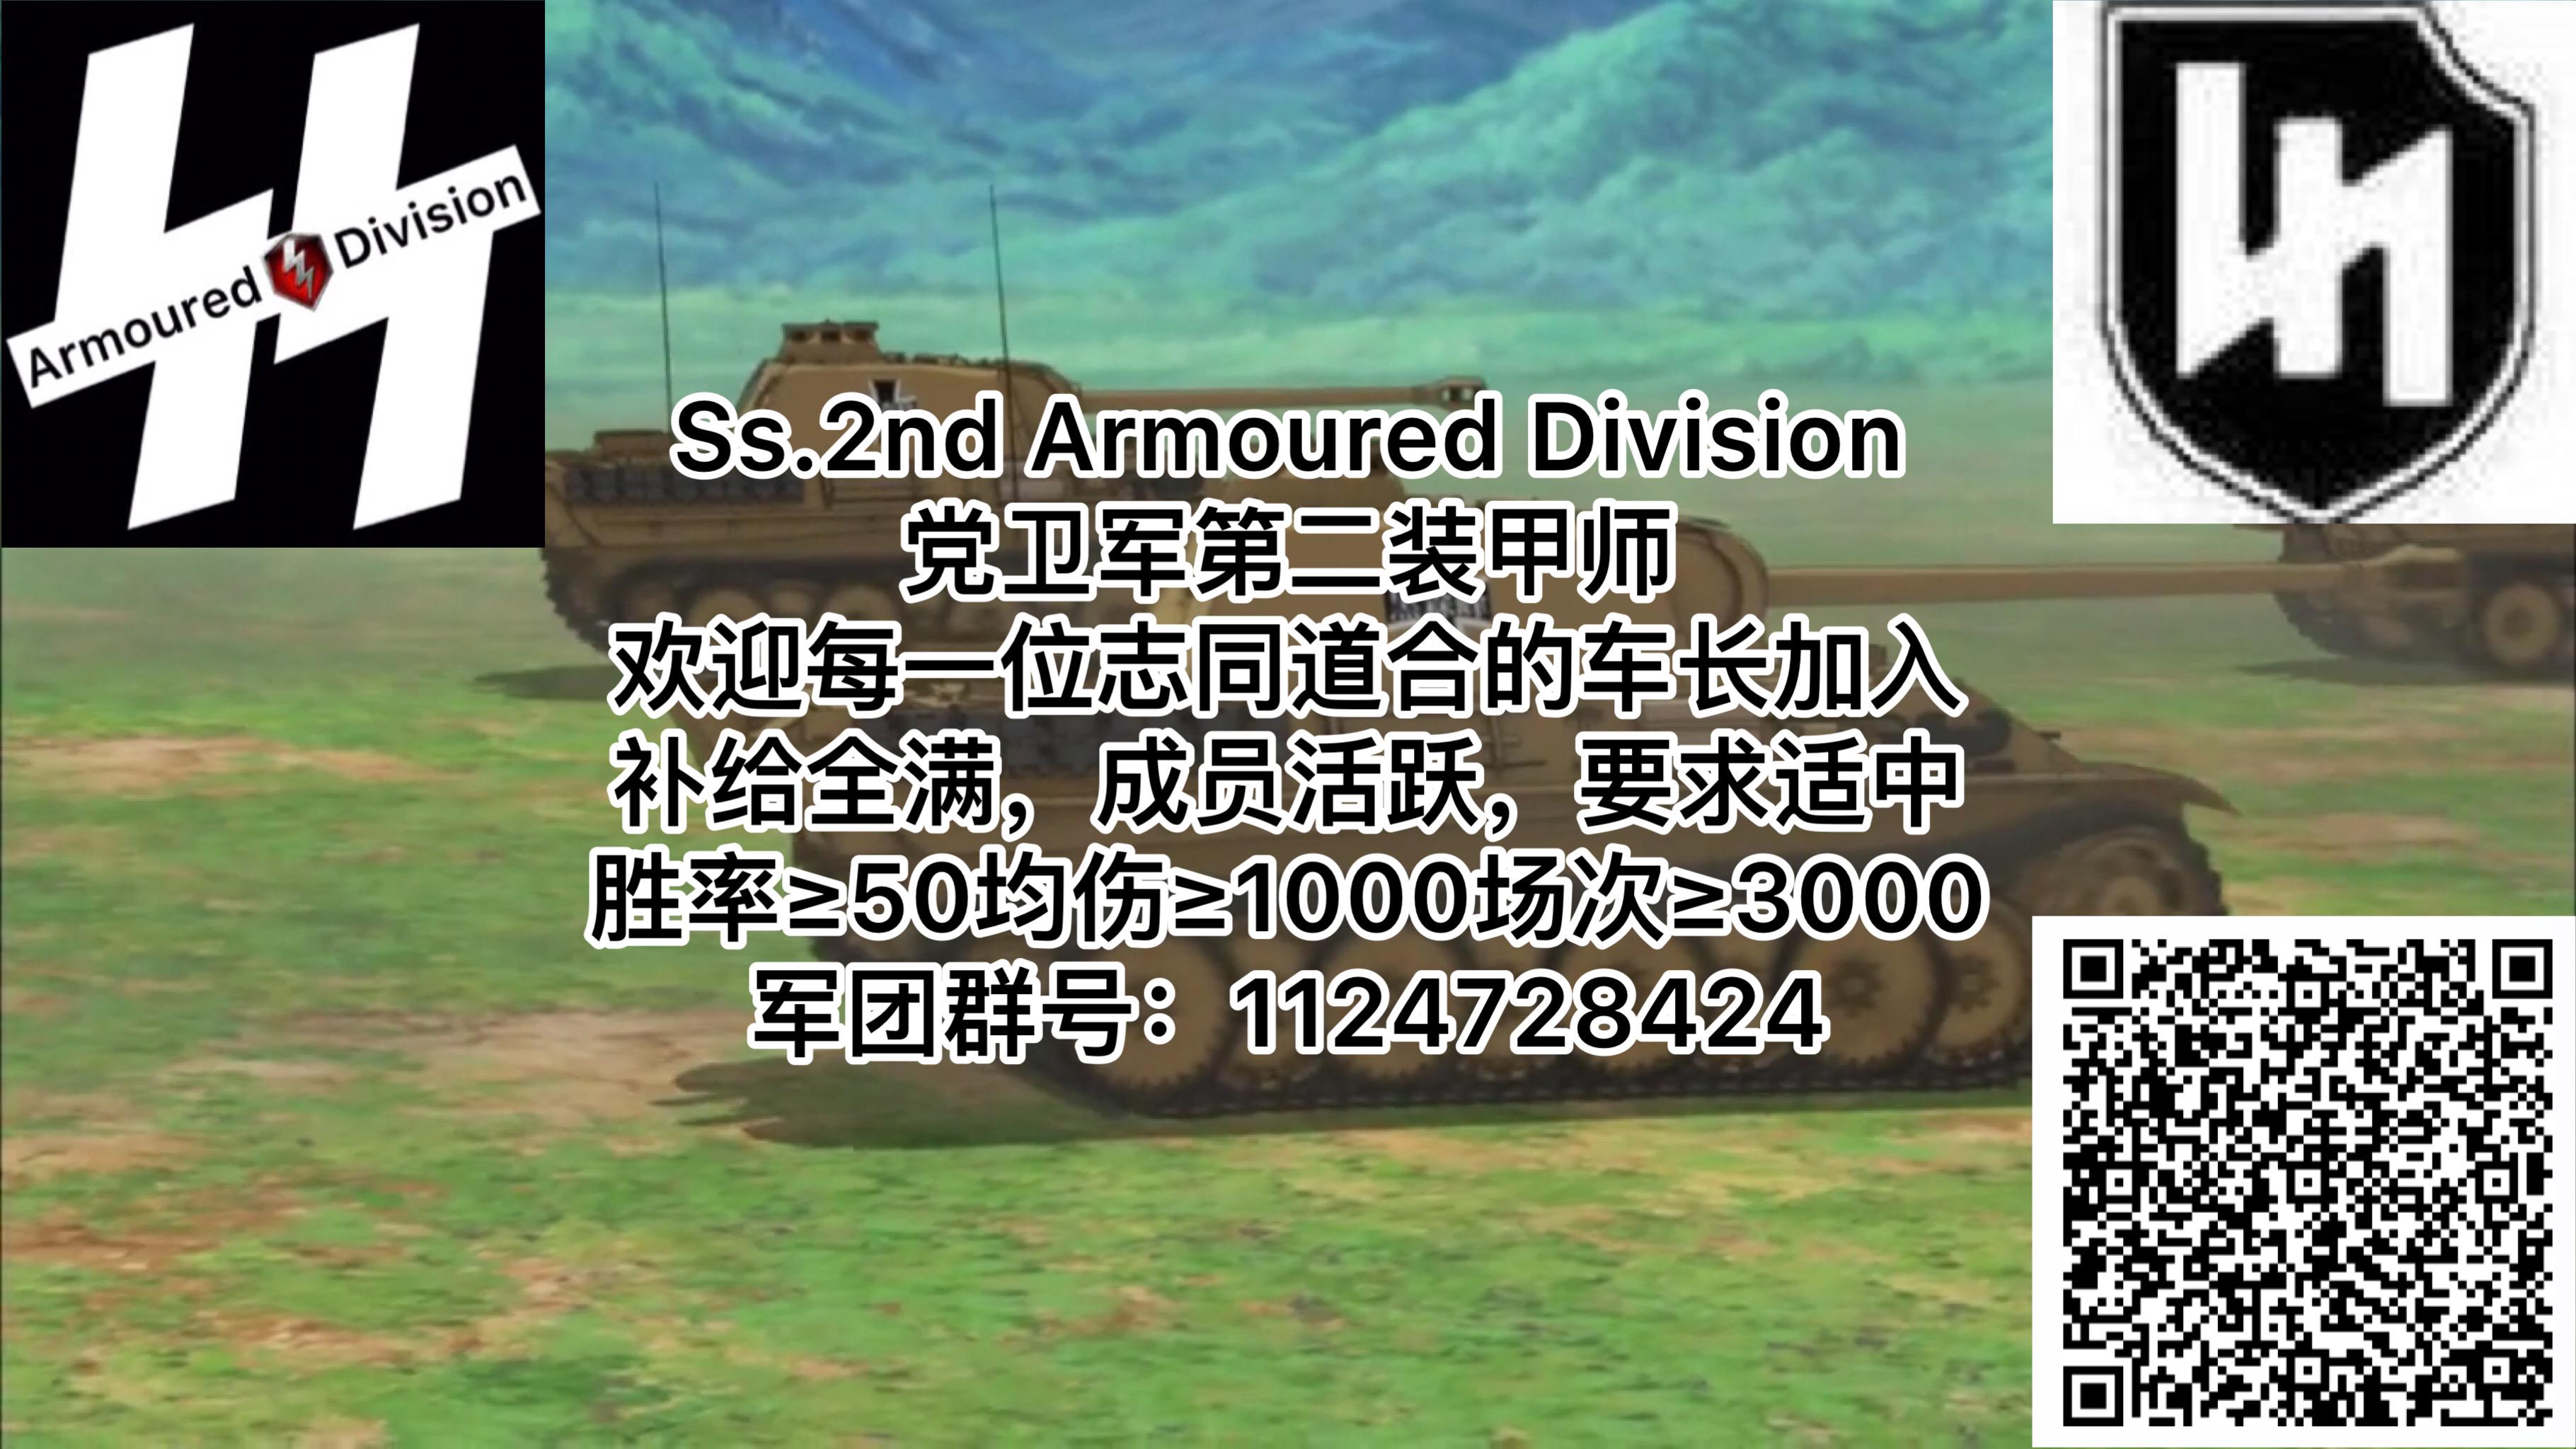 Armoured Division
Ss.2nd Armoured Division
党卫军第二装甲师
欢迎每一位志同道合的车长加入
补给全满，成员活跃，要求适中
胜率≥50均伤≥1000场次≥3000
军团群号：1124728424